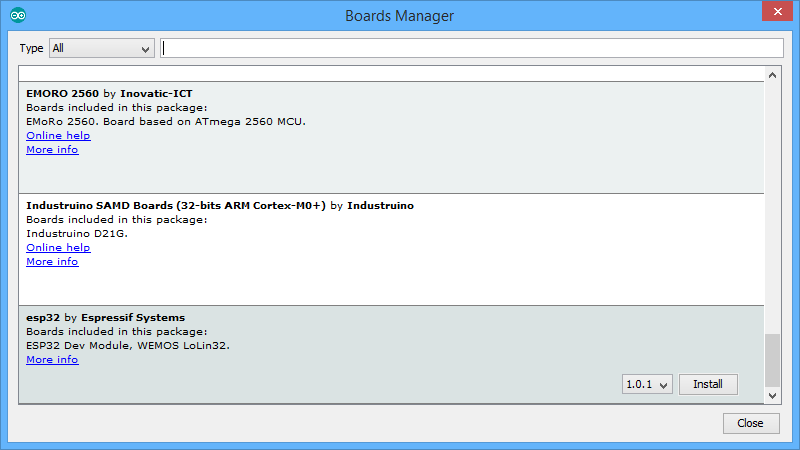 Boards Manager
Type All
EMORO 2560 by Inovatic-ICT
Boards included in this package:
EMoRo 2560. Board based on ATmega 2560 MCU.
Online help
More info
Industruino SAMD Boards (32-bits ARM Cortex-M0+) by Industruino
Boards included in this package:
Industruino D21G.
Online help
More info
esp32 by Espressif Systems
Boards included in this package:
ESP32 Dev Module, WEMOS LoLin32.
More info
1.0.1 Install
Close